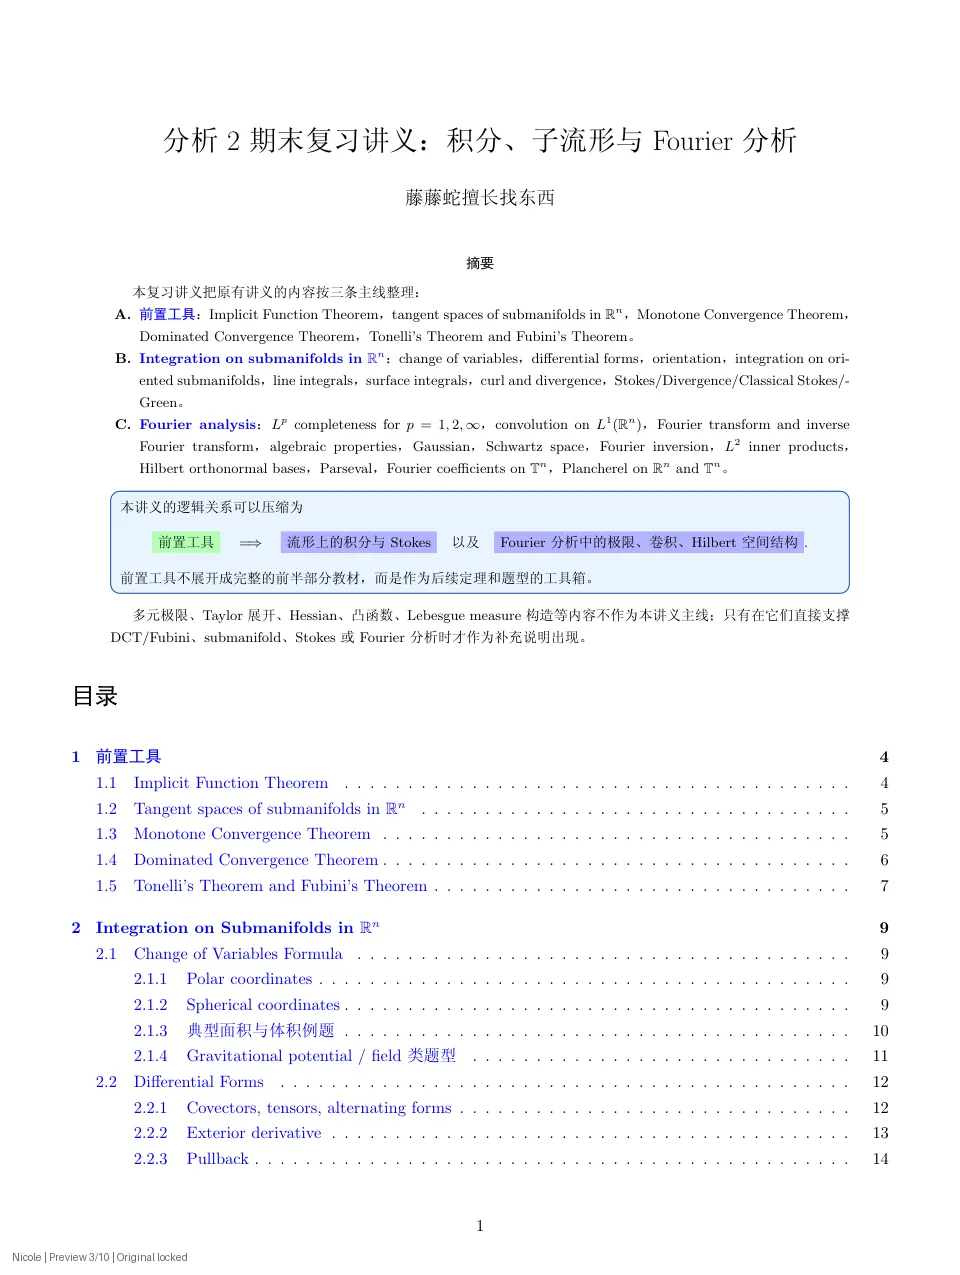 分析 2 期末复习讲义：积分、子流形与 Fourier 分析
藤藤蛇擅长找东西
摘要
本复习讲义把原有讲义的内容按三条主线整理：
A. 前置工具：Implicit Function Theorem，tangent spaces of submanifolds in ℝⁿ，Monotone Convergence Theorem，
Dominated Convergence Theorem，Tonelli's Theorem and Fubini's Theorem。
B. Integration on submanifolds in ℝⁿ：change of variables，differential forms，orientation，integration on ori-
ented submanifolds，line integrals，surface integrals，curl and divergence，Stokes/Divergence/Classical Stokes/-
Green。
C. Fourier analysis：Lᵖ completeness for p = 1, 2, ∞，convolution on L¹(ℝⁿ)，Fourier transform and inverse
Fourier transform，algebraic properties，Gaussian，Schwartz space，Fourier inversion，L² inner products，
Hilbert orthonormal bases，Parseval，Fourier coefficients on 𝕋ⁿ，Plancherel on ℝⁿ and 𝕋ⁿ。
本讲义的逻辑关系可以压缩为
前置工具 ⟹ 流形上的积分与 Stokes 以及 Fourier 分析中的极限、卷积、Hilbert 空间结构 .
前置工具不展开成完整的前半部分教材，而是作为后续定理和题型的工具箱。
多元极限、Taylor 展开、Hessian、凸函数、Lebesgue measure 构造等内容不作为本讲义主线；只有在它们直接支撑
DCT/Fubini、submanifold、Stokes 或 Fourier 分析时才作为补充说明出现。
目录
1 前置工具 4
1.1 Implicit Function Theorem . . . . . . . . . . 4
1.2 Tangent spaces of submanifolds in ℝⁿ . . . . . . . . . . 5
1.3 Monotone Convergence Theorem . . . . . . . . . . 5
1.4 Dominated Convergence Theorem . . . . . . . . . . 6
1.5 Tonelli's Theorem and Fubini's Theorem . . . . . . . . . . 7
2 Integration on Submanifolds in ℝⁿ 9
2.1 Change of Variables Formula . . . . . . . . . . 9
2.1.1 Polar coordinates . . . . . . . . . . 9
2.1.2 Spherical coordinates . . . . . . . . . . 9
2.1.3 典型面积与体积例题 . . . . . . . . . . 10
2.1.4 Gravitational potential / field 类题型 . . . . . . . . . . 11
2.2 Differential Forms . . . . . . . . . . 12
2.2.1 Covectors, tensors, alternating forms . . . . . . . . . . 12
2.2.2 Exterior derivative . . . . . . . . . . 13
2.2.3 Pullback . . . . . . . . . . 14
1
Nicole | Preview 3/10 | Original locked